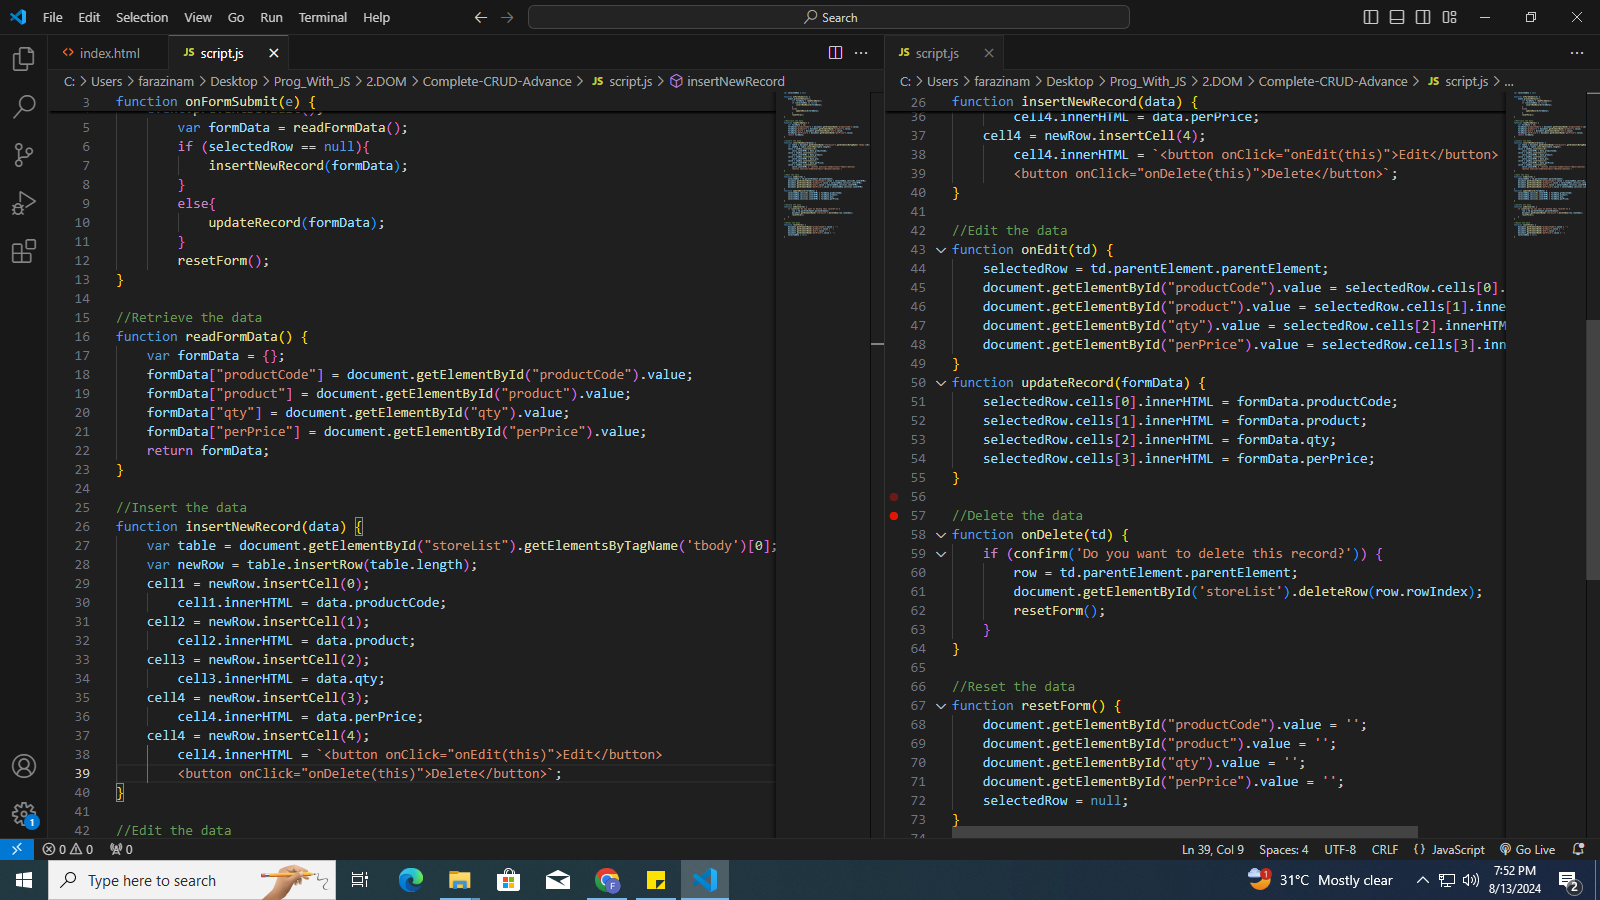 File Edit Selection View Go Run Terminal Help
Search
index.html
JS script.js
JS script.js
C: > Users > farazinam > Desktop > Prog_With_JS > 2.DOM > Complete-CRUD-Advance > JS script.js > insertNewRecord
3 function onFormSubmit(e) {
5 var formData = readFormData();
6 if (selectedRow == null){
7 insertNewRecord(formData);
8 }
9 else{
10 updateRecord(formData);
11 }
12 resetForm();
13 }
14
15 //Retrieve the data
16 function readFormData() {
17 var formData = {};
18 formData["productCode"] = document.getElementById("productCode").value;
19 formData["product"] = document.getElementById("product").value;
20 formData["qty"] = document.getElementById("qty").value;
21 formData["perPrice"] = document.getElementById("perPrice").value;
22 return formData;
23 }
24
25 //Insert the data
26 function insertNewRecord(data) {
27 var table = document.getElementById("storeList").getElementsByTagName('tbody')[0];
28 var newRow = table.insertRow(table.length);
29 cell1 = newRow.insertCell(0);
30 cell1.innerHTML = data.productCode;
31 cell2 = newRow.insertCell(1);
32 cell2.innerHTML = data.product;
33 cell3 = newRow.insertCell(2);
34 cell3.innerHTML = data.qty;
35 cell4 = newRow.insertCell(3);
36 cell4.innerHTML = data.perPrice;
37 cell4 = newRow.insertCell(4);
38 cell4.innerHTML = `<button onClick="onEdit(this)">Edit</button>
39 <button onClick="onDelete(this)">Delete</button>`;
40 }
41
42 //Edit the data
C: > Users > farazinam > Desktop > Prog_With_JS > 2.DOM > Complete-CRUD-Advance > JS script.js > ...
26 function insertNewRecord(data) {
36 cell4.innerHTML = data.perPrice;
37 cell4 = newRow.insertCell(4);
38 cell4.innerHTML = `<button onClick="onEdit(this)">Edit</button>
39 <button onClick="onDelete(this)">Delete</button>`;
40 }
41
42 //Edit the data
43 function onEdit(td) {
44 selectedRow = td.parentElement.parentElement;
45 document.getElementById("productCode").value = selectedRow.cells[0].
46 document.getElementById("product").value = selectedRow.cells[1].inne
47 document.getElementById("qty").value = selectedRow.cells[2].innerHTM
48 document.getElementById("perPrice").value = selectedRow.cells[3].inn
49 }
50 function updateRecord(formData) {
51 selectedRow.cells[0].innerHTML = formData.productCode;
52 selectedRow.cells[1].innerHTML = formData.product;
53 selectedRow.cells[2].innerHTML = formData.qty;
54 selectedRow.cells[3].innerHTML = formData.perPrice;
55 }
56
57 //Delete the data
58 function onDelete(td) {
59 if (confirm('Do you want to delete this record?')) {
60 row = td.parentElement.parentElement;
61 document.getElementById('storeList').deleteRow(row.rowIndex);
62 resetForm();
63 }
64 }
65
66 //Reset the data
67 function resetForm() {
68 document.getElementById("productCode").value = '';
69 document.getElementById("product").value = '';
70 document.getElementById("qty").value = '';
71 document.getElementById("perPrice").value = '';
72 selectedRow = null;
73 }
74
1
0 0 0
Ln 39, Col 9 Spaces: 4 UTF-8 CRLF {} JavaScript Go Live
Type here to search
F
1
31°C Mostly clear
7:52 PM
8/13/2024
2